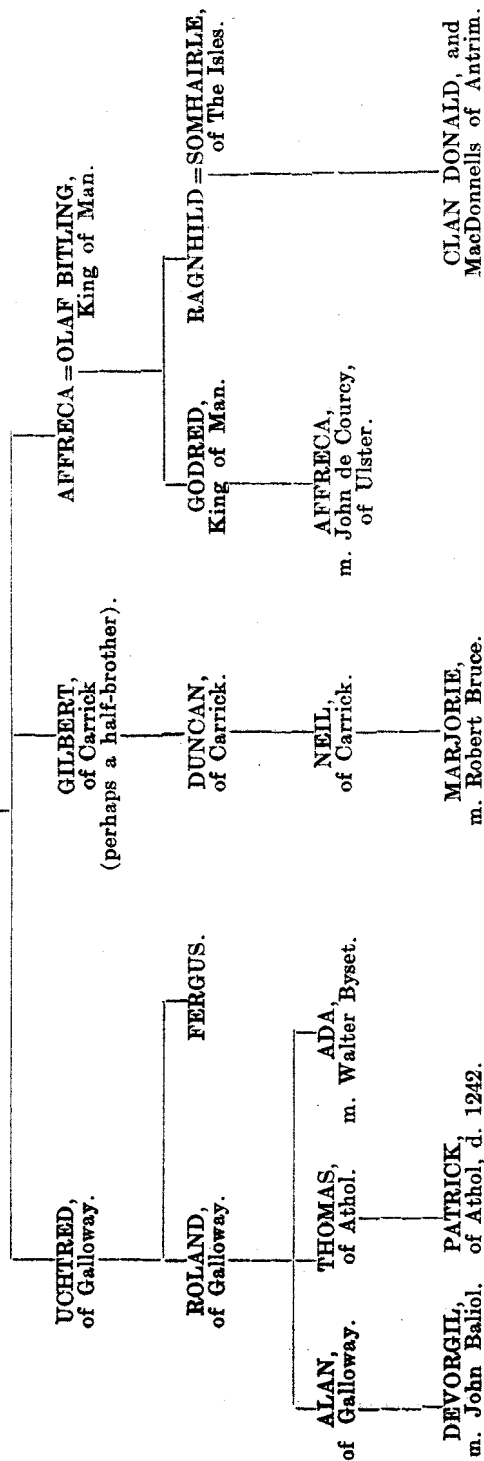 UCHTRED,
of Galloway.
GILBERT,
of Carrick
(perhaps a half-brother).
AFFRECA=OLAF BITLING,
King of Man.
ROLAND,
of Galloway.
FERGUS.
DUNCAN,
of Carrick.
GODRED,
King of Man.
RAGNHILD=SOMHAIRLE,
of The Isles.
ALAN,
of Galloway.
THOMAS,
of Athol.
ADA,
m. Walter Byset.
NEIL,
of Carrick.
AFFRECA,
m. John de Courcy,
of Ulster.
DEVORGIL,
m. John Baliol.
PATRICK,
of Athol, d. 1242.
MARJORIE,
m. Robert Bruce.
CLAN DONALD, and
MacDonnells of Antrim.